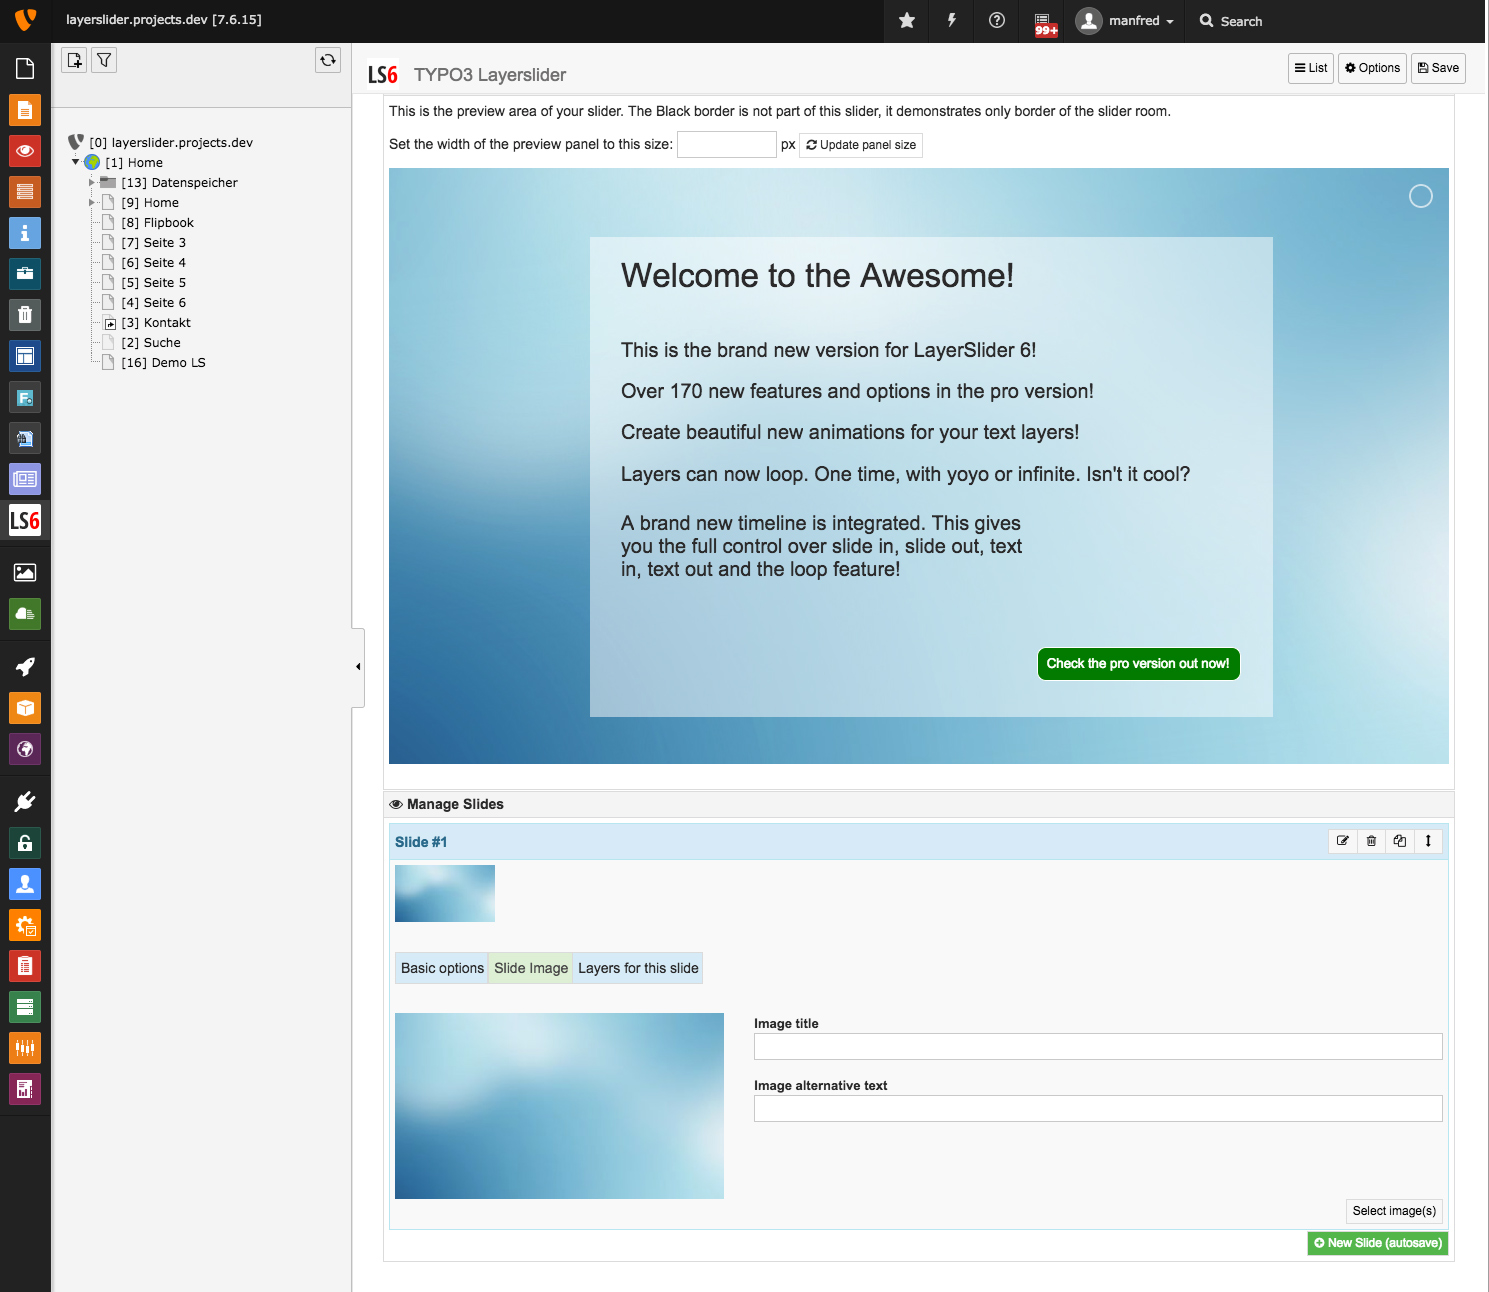 layerslider.projects.dev [7.6.15]
99+
manfred
Search
LS6
TYPO3 Layerslider
List
Options
Save
[0] layerslider.projects.dev
[1] Home
[13] Datenspeicher
[9] Home
[8] Flipbook
[7] Seite 3
[6] Seite 4
[5] Seite 5
[4] Seite 6
[3] Kontakt
[2] Suche
[16] Demo LS
F
LS6
This is the preview area of your slider. The Black border is not part of this slider, it demonstrates only border of the slider room.
Set the width of the preview panel to this size: px Update panel size
Welcome to the Awesome!
This is the brand new version for LayerSlider 6!
Over 170 new features and options in the pro version!
Create beautiful new animations for your text layers!
Layers can now loop. One time, with yoyo or infinite. Isn't it cool?
A brand new timeline is integrated. This gives
you the full control over slide in, slide out, text
in, text out and the loop feature!
Check the pro version out now!
Manage Slides
Slide #1
Basic options
Slide Image
Layers for this slide
Image title
Image alternative text
Select image(s)
New Slide (autosave)